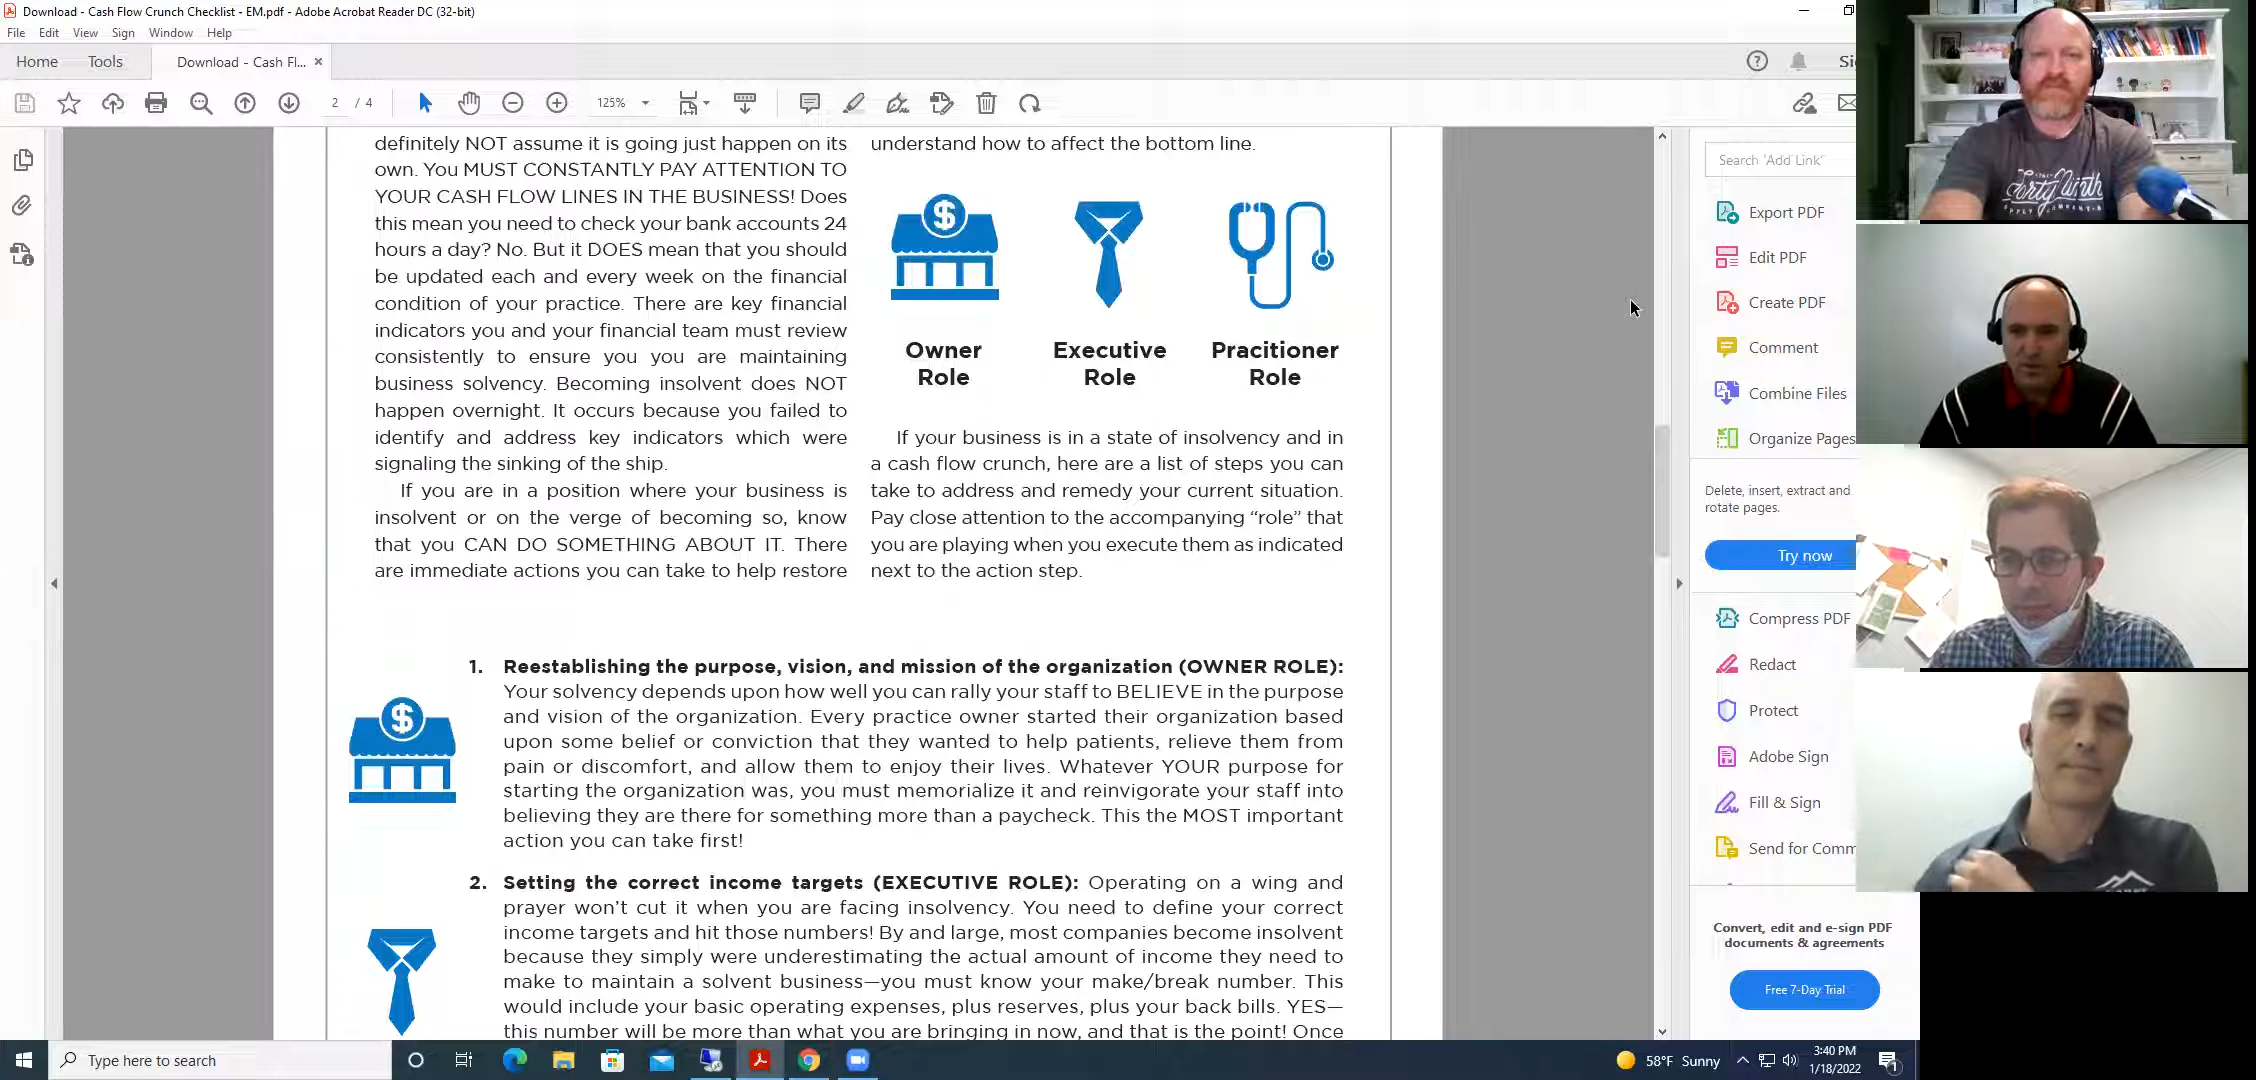 Download - Cash Flow Crunch Checklist - EM.pdf - Adobe Acrobat Reader DC (32-bit)
File Edit View Sign Window Help
Home Tools Download - Cash Fl... ×
2 / 4 125%
definitely NOT assume it is going just happen on its
own. You MUST CONSTANTLY PAY ATTENTION TO
YOUR CASH FLOW LINES IN THE BUSINESS! Does
this mean you need to check your bank accounts 24
hours a day? No. But it DOES mean that you should
be updated each and every week on the financial
condition of your practice. There are key financial
indicators you and your financial team must review
consistently to ensure you you are maintaining
business solvency. Becoming insolvent does NOT
happen overnight. It occurs because you failed to
identify and address key indicators which were
signaling the sinking of the ship.
If you are in a position where your business is
insolvent or on the verge of becoming so, know
that you CAN DO SOMETHING ABOUT IT. There
are immediate actions you can take to help restore
understand how to affect the bottom line.
$
Owner
Role
Executive
Role
Pracitioner
Role
If your business is in a state of insolvency and in
a cash flow crunch, here are a list of steps you can
take to address and remedy your current situation.
Pay close attention to the accompanying “role” that
you are playing when you execute them as indicated
next to the action step.
$
1. Reestablishing the purpose, vision, and mission of the organization (OWNER ROLE):
Your solvency depends upon how well you can rally your staff to BELIEVE in the purpose
and vision of the organization. Every practice owner started their organization based
upon some belief or conviction that they wanted to help patients, relieve them from
pain or discomfort, and allow them to enjoy their lives. Whatever YOUR purpose for
starting the organization was, you must memorialize it and reinvigorate your staff into
believing they are there for something more than a paycheck. This the MOST important
action you can take first!
2. Setting the correct income targets (EXECUTIVE ROLE): Operating on a wing and
prayer won’t cut it when you are facing insolvency. You need to define your correct
income targets and hit those numbers! By and large, most companies become insolvent
because they simply were underestimating the actual amount of income they need to
make to maintain a solvent business—you must know your make/break number. This
would include your basic operating expenses, plus reserves, plus your back bills. YES—
this number will be more than what you are bringing in now, and that is the point! Once
Search 'Add Link'
Export PDF
Edit PDF
Create PDF
Comment
Combine Files
Organize Pages
Delete, insert, extract and
rotate pages.
Try now
Compress PDF
Redact
Protect
Adobe Sign
Fill & Sign
Send for Comm
Convert, edit and e-sign PDF
documents & agreements
Free 7-Day Trial
Forty Ninth
SUPPLY COMPANY
Type here to search
58°F Sunny
3:40 PM
1/18/2022
1